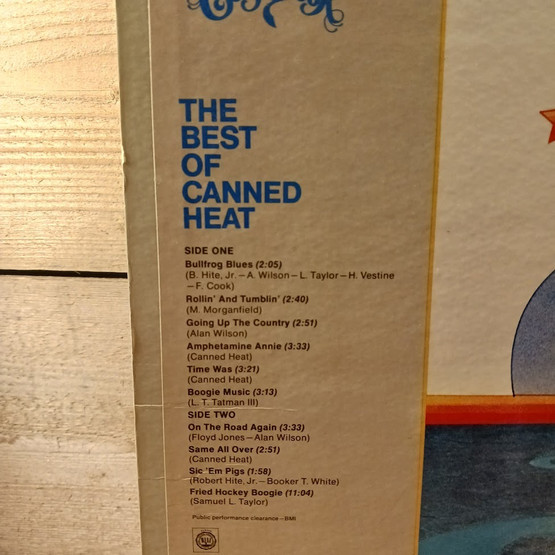 THE
BEST
OF
CANNED
HEAT
SIDE ONE
Bullfrog Blues (2:05)
(B. Hite, Jr.—A. Wilson—L. Taylor—H. Vestine
—F. Cook)
Rollin' And Tumblin' (2:40)
(M. Morganfield)
Going Up The Country (2:51)
(Alan Wilson)
Amphetamine Annie (3:33)
(Canned Heat)
Time Was (3:21)
(Canned Heat)
Boogie Music (3:13)
(L. T. Tatman III)
SIDE TWO
On The Road Again (3:33)
(Floyd Jones—Alan Wilson)
Same All Over (2:51)
(Canned Heat)
Sic 'Em Pigs (1:58)
(Robert Hite, Jr.—Booker T. White)
Fried Hockey Boogie (11:04)
(Samuel L. Taylor)
Public performance clearance—BMI